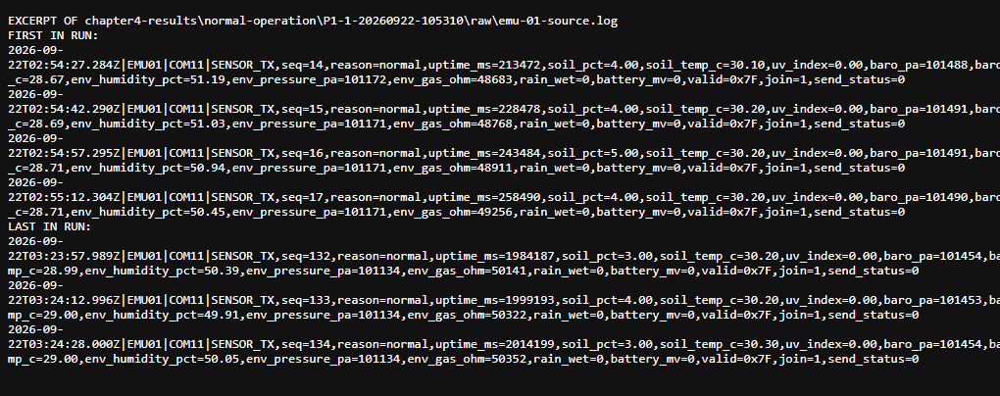 EXCERPT OF chapter4-results\normal-operation\P1-1-20260922-105310\raw\emu-01-source.log
FIRST IN RUN:
2026-09-
22T02:54:27.284Z|EMU01|COM11|SENSOR_TX,seq=14,reason=normal,uptime_ms=213472,soil_pct=4.00,soil_temp_c=30.10,uv_index=0.00,baro_pa=101488,baro
_c=28.67,env_humidity_pct=51.19,env_pressure_pa=101172,env_gas_ohm=48683,rain_wet=0,battery_mv=0,valid=0x7F,join=1,send_status=0
2026-09-
22T02:54:42.290Z|EMU01|COM11|SENSOR_TX,seq=15,reason=normal,uptime_ms=228478,soil_pct=4.00,soil_temp_c=30.20,uv_index=0.00,baro_pa=101491,baro
_c=28.69,env_humidity_pct=51.03,env_pressure_pa=101171,env_gas_ohm=48768,rain_wet=0,battery_mv=0,valid=0x7F,join=1,send_status=0
2026-09-
22T02:54:57.295Z|EMU01|COM11|SENSOR_TX,seq=16,reason=normal,uptime_ms=243484,soil_pct=5.00,soil_temp_c=30.20,uv_index=0.00,baro_pa=101491,baro
_c=28.71,env_humidity_pct=50.94,env_pressure_pa=101171,env_gas_ohm=48911,rain_wet=0,battery_mv=0,valid=0x7F,join=1,send_status=0
2026-09-
22T02:55:12.304Z|EMU01|COM11|SENSOR_TX,seq=17,reason=normal,uptime_ms=258490,soil_pct=4.00,soil_temp_c=30.20,uv_index=0.00,baro_pa=101490,baro
_c=28.71,env_humidity_pct=50.45,env_pressure_pa=101171,env_gas_ohm=49256,rain_wet=0,battery_mv=0,valid=0x7F,join=1,send_status=0
LAST IN RUN:
2026-09-
22T03:23:57.989Z|EMU01|COM11|SENSOR_TX,seq=132,reason=normal,uptime_ms=1984187,soil_pct=3.00,soil_temp_c=30.20,uv_index=0.00,baro_pa=101454,ba
mp_c=28.99,env_humidity_pct=50.39,env_pressure_pa=101134,env_gas_ohm=50141,rain_wet=0,battery_mv=0,valid=0x7F,join=1,send_status=0
2026-09-
22T03:24:12.996Z|EMU01|COM11|SENSOR_TX,seq=133,reason=normal,uptime_ms=1999193,soil_pct=4.00,soil_temp_c=30.20,uv_index=0.00,baro_pa=101453,ba
mp_c=29.00,env_humidity_pct=49.91,env_pressure_pa=101134,env_gas_ohm=50322,rain_wet=0,battery_mv=0,valid=0x7F,join=1,send_status=0
2026-09-
22T03:24:28.000Z|EMU01|COM11|SENSOR_TX,seq=134,reason=normal,uptime_ms=2014199,soil_pct=3.00,soil_temp_c=30.30,uv_index=0.00,baro_pa=101454,ba
mp_c=29.00,env_humidity_pct=50.05,env_pressure_pa=101134,env_gas_ohm=50352,rain_wet=0,battery_mv=0,valid=0x7F,join=1,send_status=0